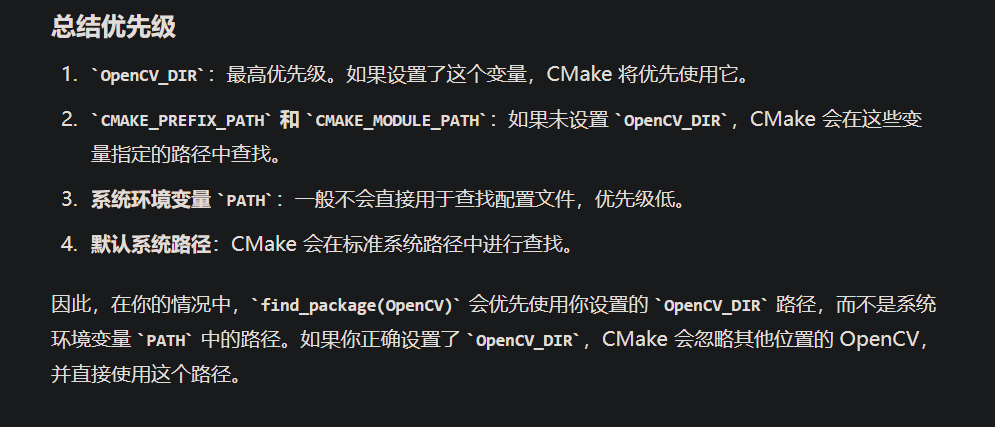 总结优先级
1. `OpenCV_DIR`：最高优先级。如果设置了这个变量，CMake 将优先使用它。
2. `CMAKE_PREFIX_PATH` 和 `CMAKE_MODULE_PATH`：如果未设置 `OpenCV_DIR`，CMake 会在这些变
量指定的路径中查找。
3. 系统环境变量 `PATH`：一般不会直接用于查找配置文件，优先级低。
4. 默认系统路径：CMake 会在标准系统路径中进行查找。
因此，在你的情况中，`find_package(OpenCV)` 会优先使用你设置的 `OpenCV_DIR` 路径，而不是系统
环境变量 `PATH` 中的路径。如果你正确设置了 `OpenCV_DIR`，CMake 会忽略其他位置的 OpenCV，
并直接使用这个路径。